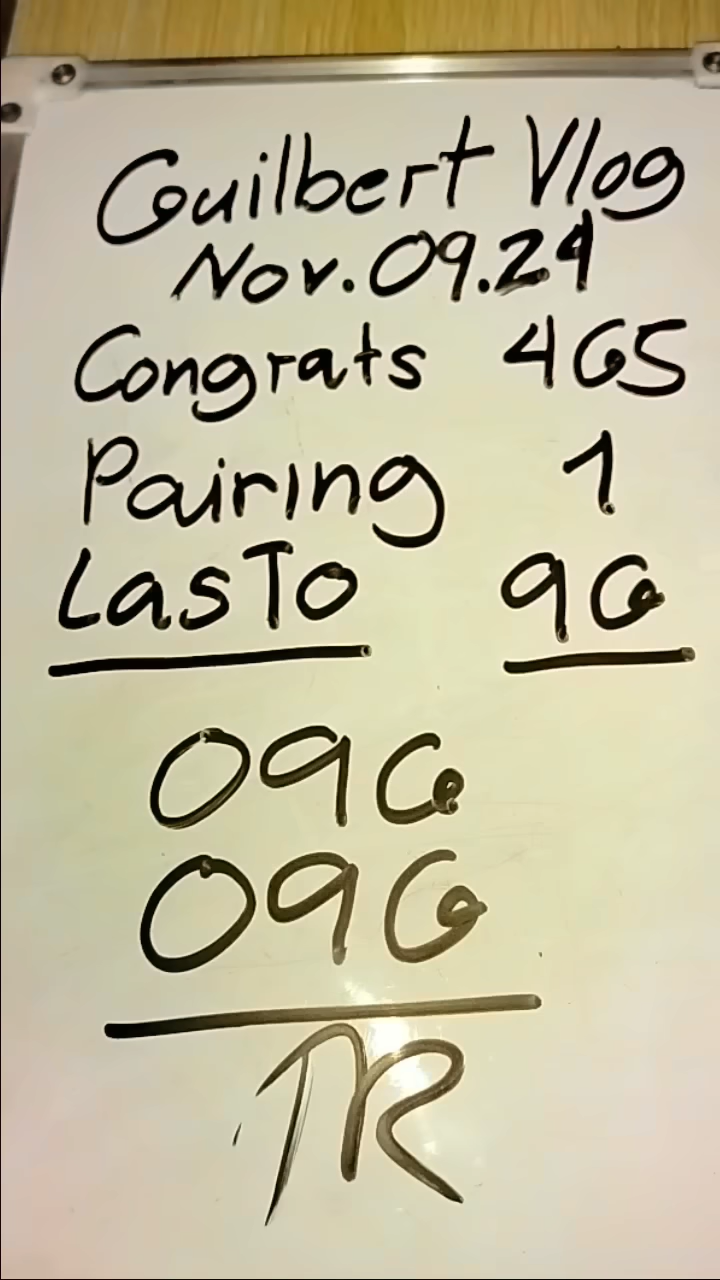 Guilbert Vlog
Nov.09.24
Congrats 465
Pairing 1
LasTo 96
096
096
TR